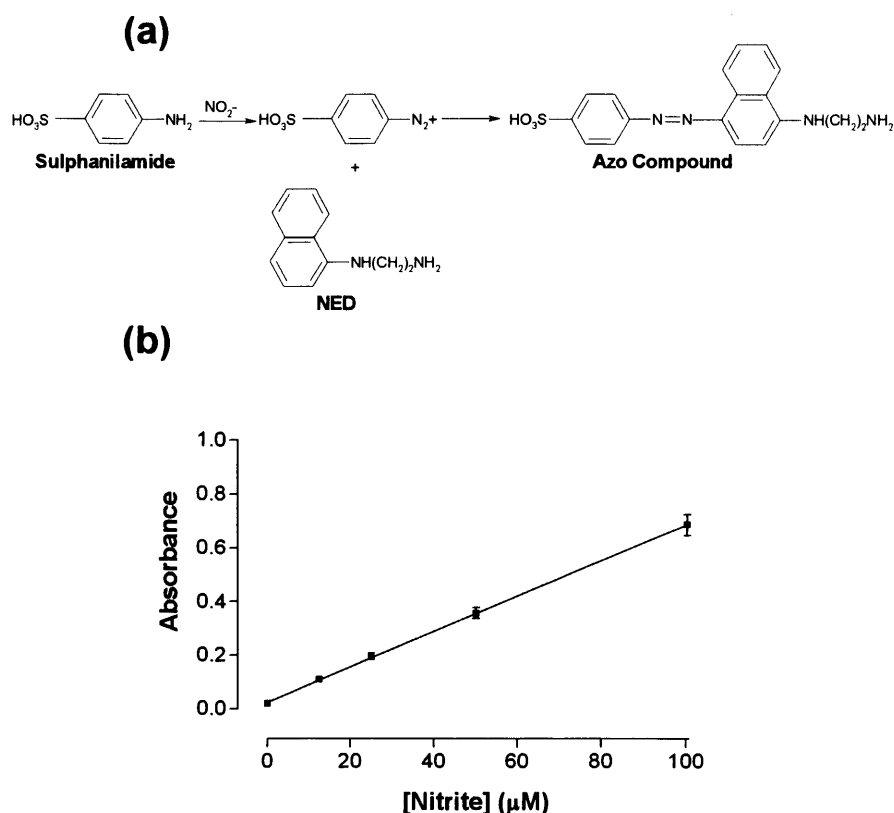 (a)
HO₃S NH₂ NO₂⁻ HO₃S N₂+ HO₃S N=N NH(CH₂)₂NH₂
Sulphanilamide + Azo Compound
NH(CH₂)₂NH₂
NED
(b)
1.0
0.8
0.6
0.4
0.2
0.0
Absorbance
0 20 40 60 80 100
[Nitrite] (µM)